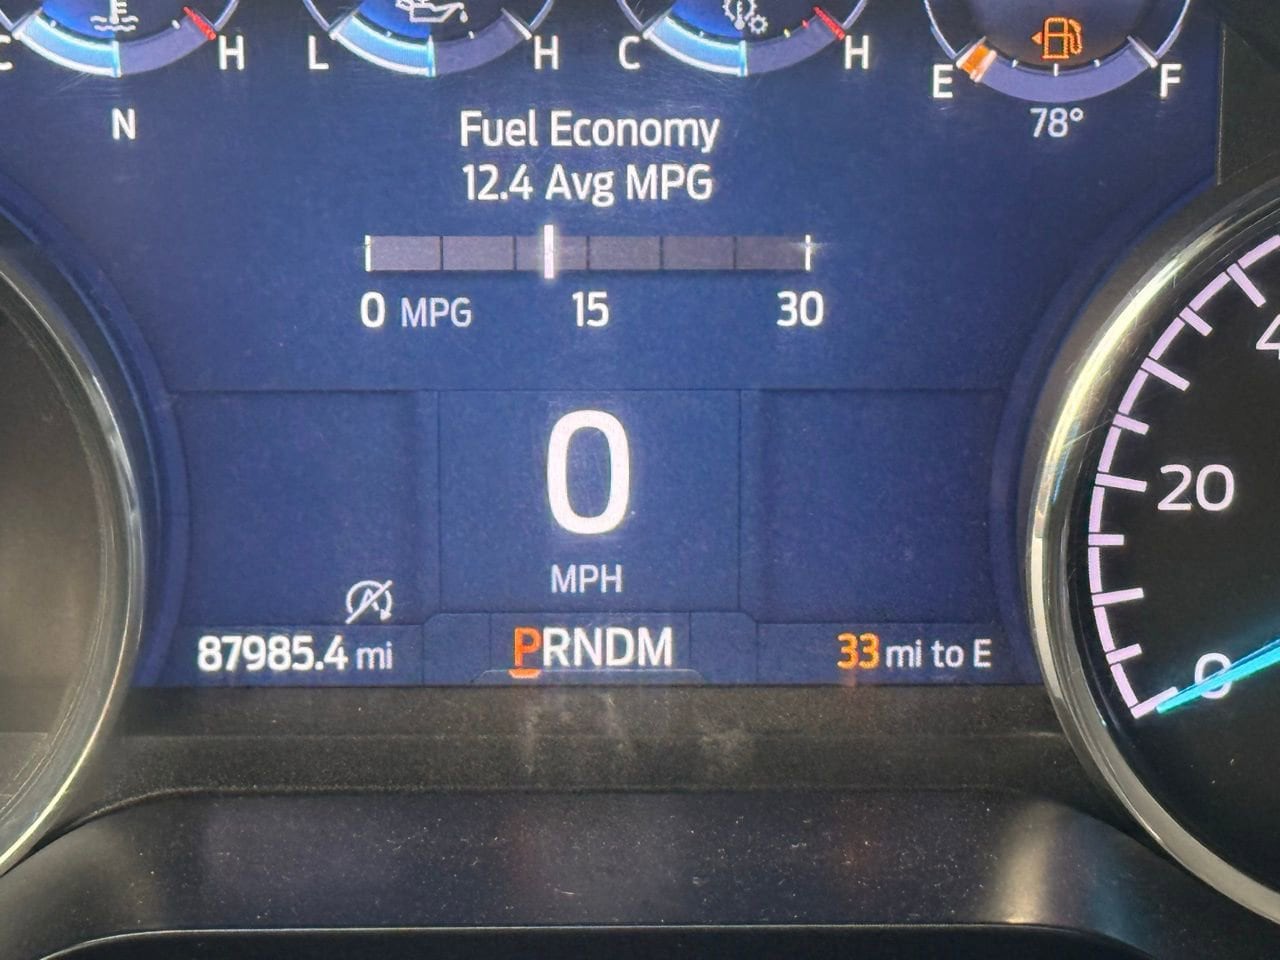 C H L H C H E F
N
78°
Fuel Economy
12.4 Avg MPG
0 MPG 15 30
0
MPH
20
0
87985.4 mi
PRNDM
33 mi to E